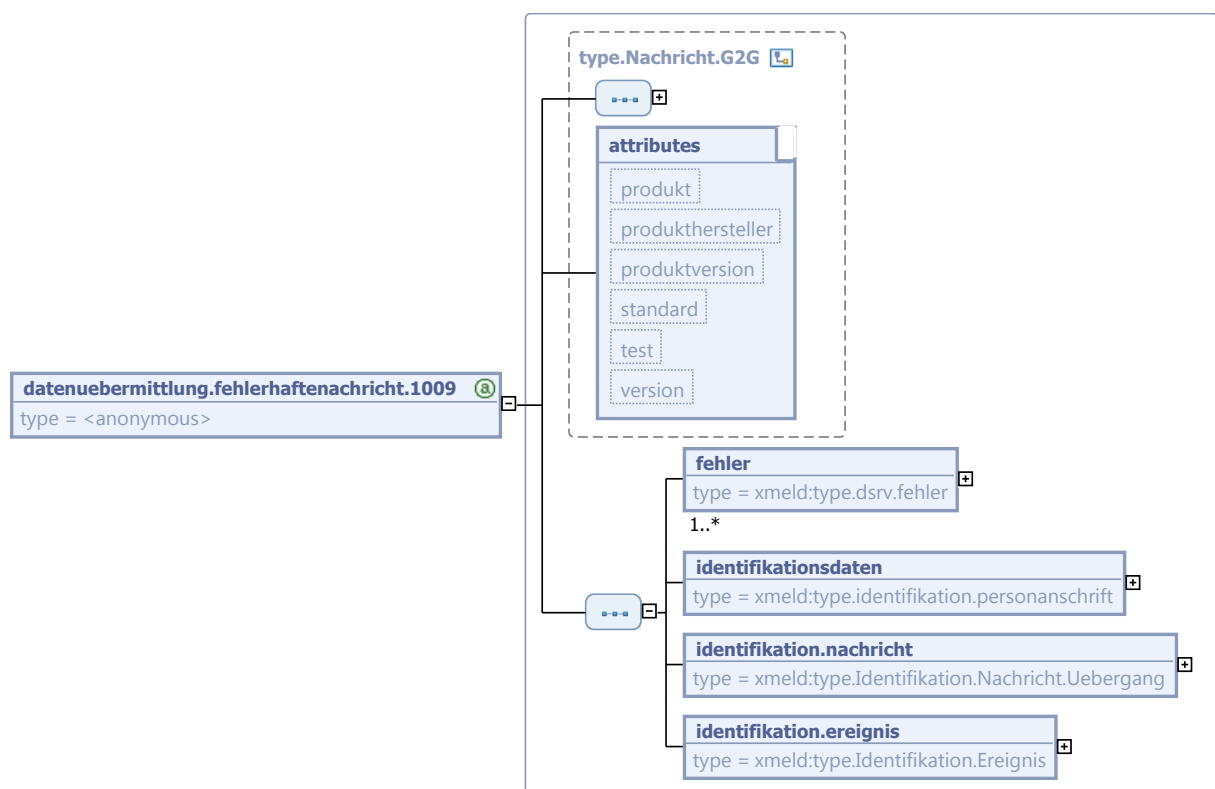 type.Nachricht.G2G
attributes
produkt
produkthersteller
produktversion
standard
test
version
datenuebermittlung.fehlerhaftenachricht.1009 a
type = <anonymous>
fehler
type = xmeld:type.dsrv.fehler
1..*
identifikationsdaten
type = xmeld:type.identifikation.personanschrift
identifikation.nachricht
type = xmeld:type.Identifikation.Nachricht.Uebergang
identifikation.ereignis
type = xmeld:type.Identifikation.Ereignis